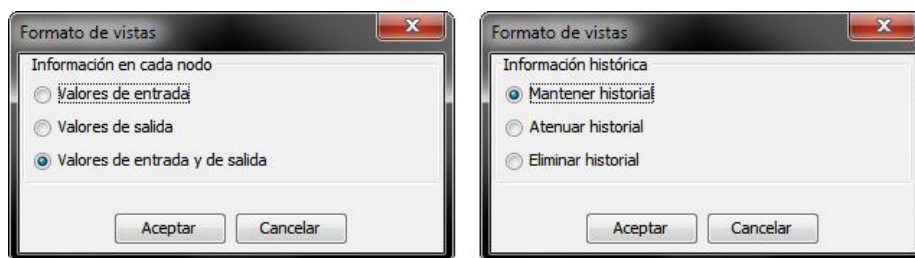 Formato de vistas
Información en cada nodo
Valores de entrada
Valores de salida
Valores de entrada y de salida
Aceptar Cancelar
Formato de vistas
Información histórica
Mantener historial
Atenuar historial
Eliminar historial
Aceptar Cancelar